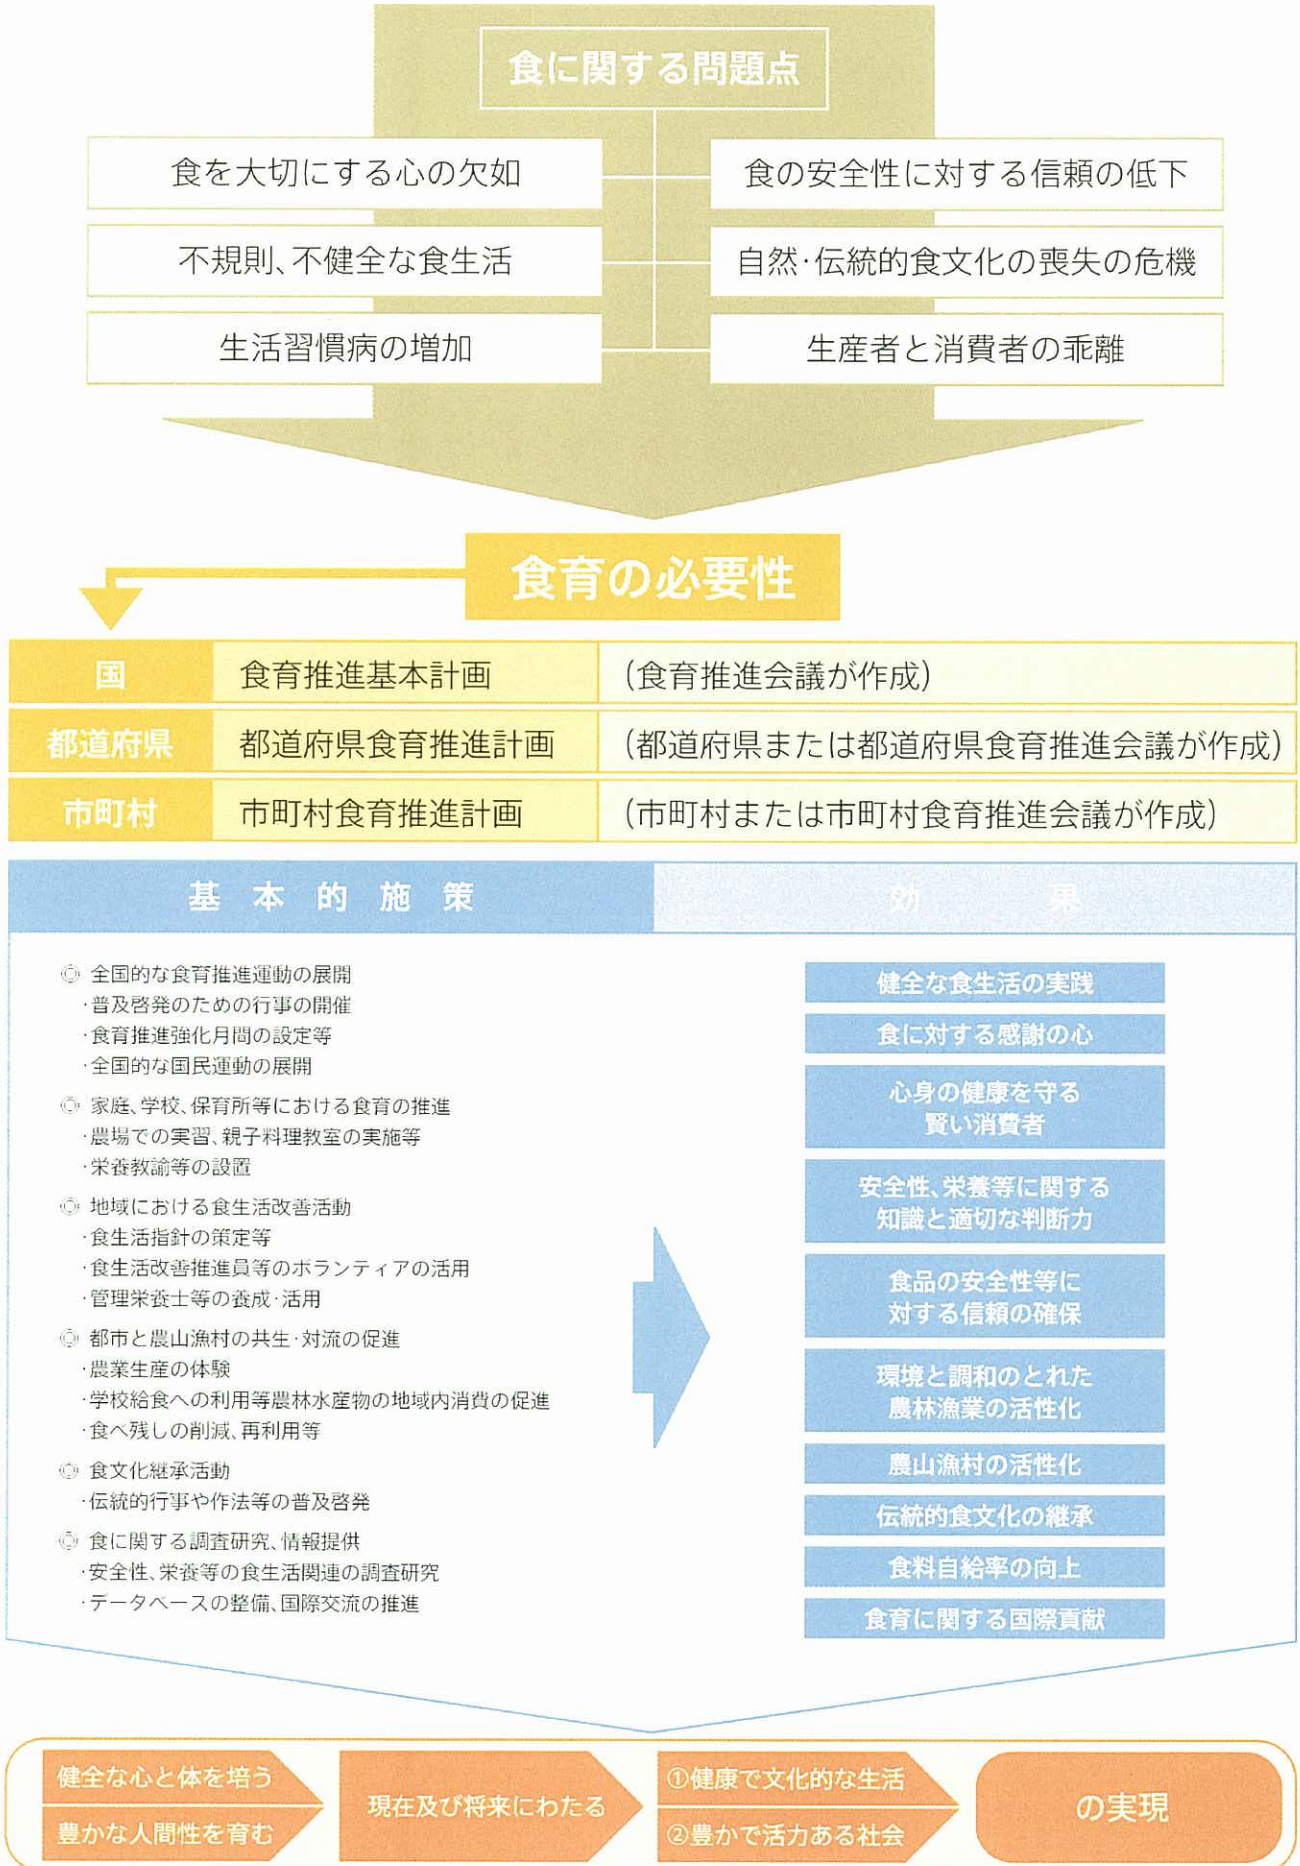 食に関する問題点
食を大切にする心の欠如
食の安全性に対する信頼の低下
不規則、不健全な食生活
自然・伝統的食文化の喪失の危機
生活習慣病の増加
生産者と消費者の乖離
食育の必要性
国 食育推進基本計画 (食育推進会議が作成)
都道府県 都道府県食育推進計画 (都道府県または都道府県食育推進会議が作成)
市町村 市町村食育推進計画 (市町村または市町村食育推進会議が作成)
基本的施策
◎ 全国的な食育推進運動の展開
・普及啓発のための行事の開催
・食育推進強化月間の設定等
・全国的な国民運動の展開
◎ 家庭、学校、保育所等における食育の推進
・農場での実習、親子料理教室の実施等
・栄養教諭等の設置
◎ 地域における食生活改善活動
・食生活指針の策定等
・食生活改善推進員等のボランティアの活用
・管理栄養士等の養成・活用
◎ 都市と農山漁村の共生・対流の促進
・農業生産の体験
・学校給食への利用等農林水産物の地域内消費の促進
・食べ残しの削減、再利用等
◎ 食文化継承活動
・伝統的行事や作法等の普及啓発
◎ 食に関する調査研究、情報提供
・安全性、栄養等の食生活関連の調査研究
・データベースの整備、国際交流の推進
効果
健全な食生活の実践
食に対する感謝の心
心身の健康を守る
賢い消費者
安全性、栄養等に関する
知識と適切な判断力
食品の安全性等に
対する信頼の確保
環境と調和のとれた
農林漁業の活性化
農山漁村の活性化
伝統的食文化の継承
食料自給率の向上
食育に関する国際貢献
健全な心と体を培う
豊かな人間性を育む
現在及び将来にわたる
①健康で文化的な生活
②豊かで活力ある社会
の実現